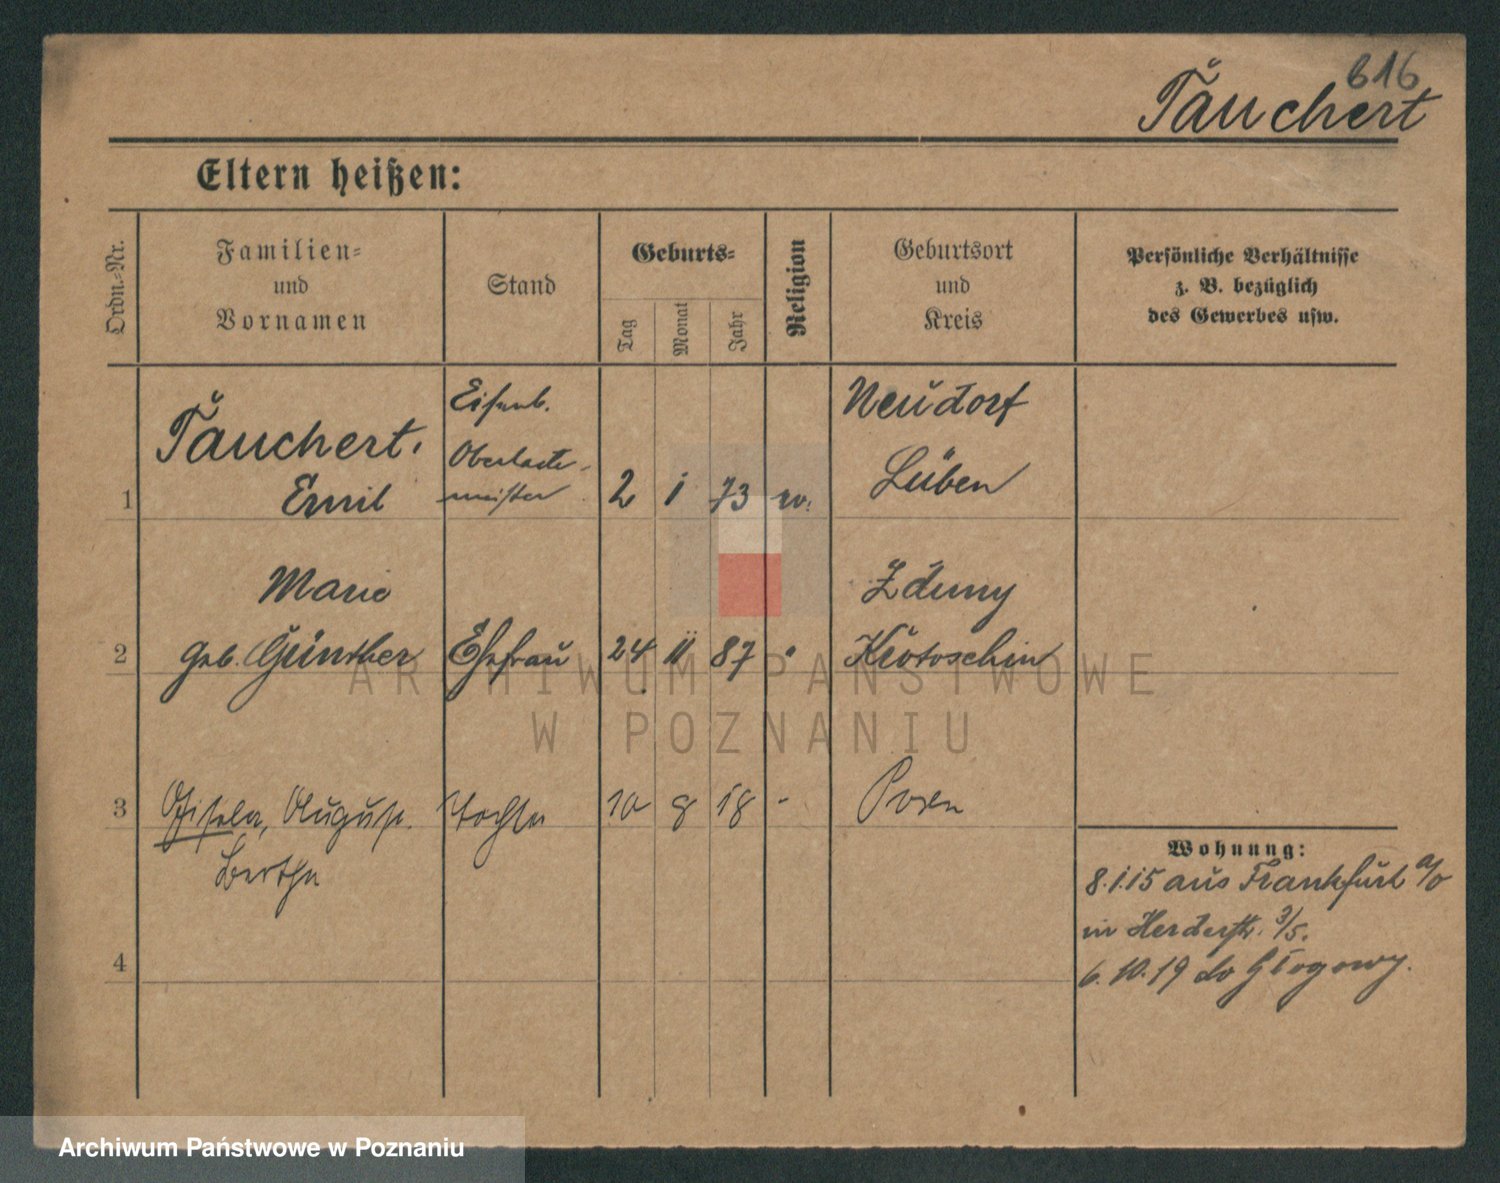 616
Tauchert
Eltern heißen:
Ordn.-Nr.
Familien-
und
Vornamen
Stand
Geburts-
Tag
Monat
Jahr
Religion
Geburtsort
und
Kreis
Persönliche Verhältnisse
z. B. bezüglich
des Gewerbes usw.
1
Tauchert,
Emil
Eisenb.
meister
2 1 73
Neudorf
Lüben
2
Marie
geb. Günther
Ehefrau
24 11 87 "
Zduny
Krotoschin
3
Gisela, August.
Bertha
Tochter
10 8 18 -
Posen
4
Wohnung:
8.1.15 aus Frankfurt a/o
in Herderstr. 3/5.
6.10.19 do Głogowy.
ARCHIWUM PAŃSTWOWE
W POZNANIU
Archiwum Państwowe w Poznaniu